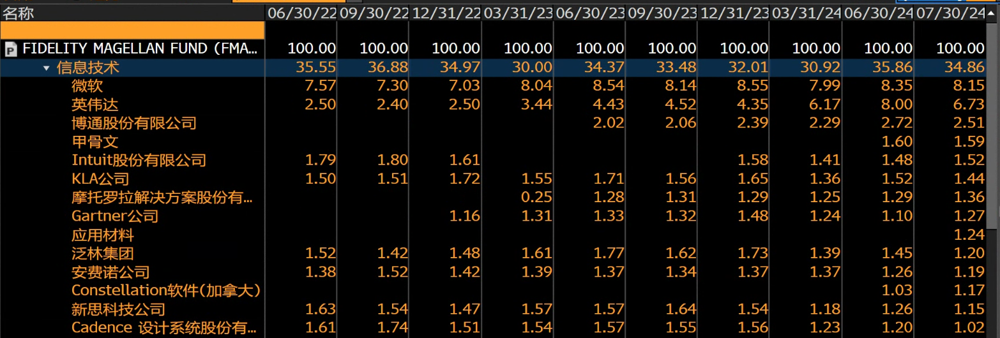 名称 06/30/22 09/30/22 12/31/22 03/31/23 06/30/23 09/30/23 12/31/23 03/31/24 06/30/24 07/30/24
P FIDELITY MAGELLAN FUND (FMA... 100.00 100.00 100.00 100.00 100.00 100.00 100.00 100.00 100.00 100.00
信息技术 35.55 36.88 34.97 30.00 34.37 33.48 32.01 30.92 35.86 34.86
微软 7.57 7.30 7.03 8.04 8.54 8.14 8.55 7.99 8.35 8.15
英伟达 2.50 2.40 2.50 3.44 4.43 4.52 4.35 6.17 8.00 6.73
博通股份有限公司 2.02 2.06 2.39 2.29 2.72 2.51
甲骨文 1.60 1.59
Intuit股份有限公司 1.79 1.80 1.61 1.58 1.41 1.48 1.52
KLA公司 1.50 1.51 1.72 1.55 1.71 1.56 1.65 1.36 1.52 1.44
摩托罗拉解决方案股份有... 0.25 1.28 1.31 1.29 1.25 1.29 1.36
Gartner公司 1.16 1.31 1.33 1.32 1.48 1.24 1.10 1.27
应用材料 1.24
泛林集团 1.52 1.42 1.48 1.61 1.77 1.62 1.73 1.39 1.45 1.20
安费诺公司 1.38 1.52 1.42 1.39 1.37 1.34 1.37 1.37 1.26 1.19
Constellation软件(加拿大) 1.03 1.17
新思科技公司 1.63 1.54 1.47 1.57 1.57 1.64 1.54 1.18 1.26 1.15
Cadence 设计系统股份有... 1.61 1.74 1.51 1.54 1.57 1.55 1.56 1.23 1.20 1.02